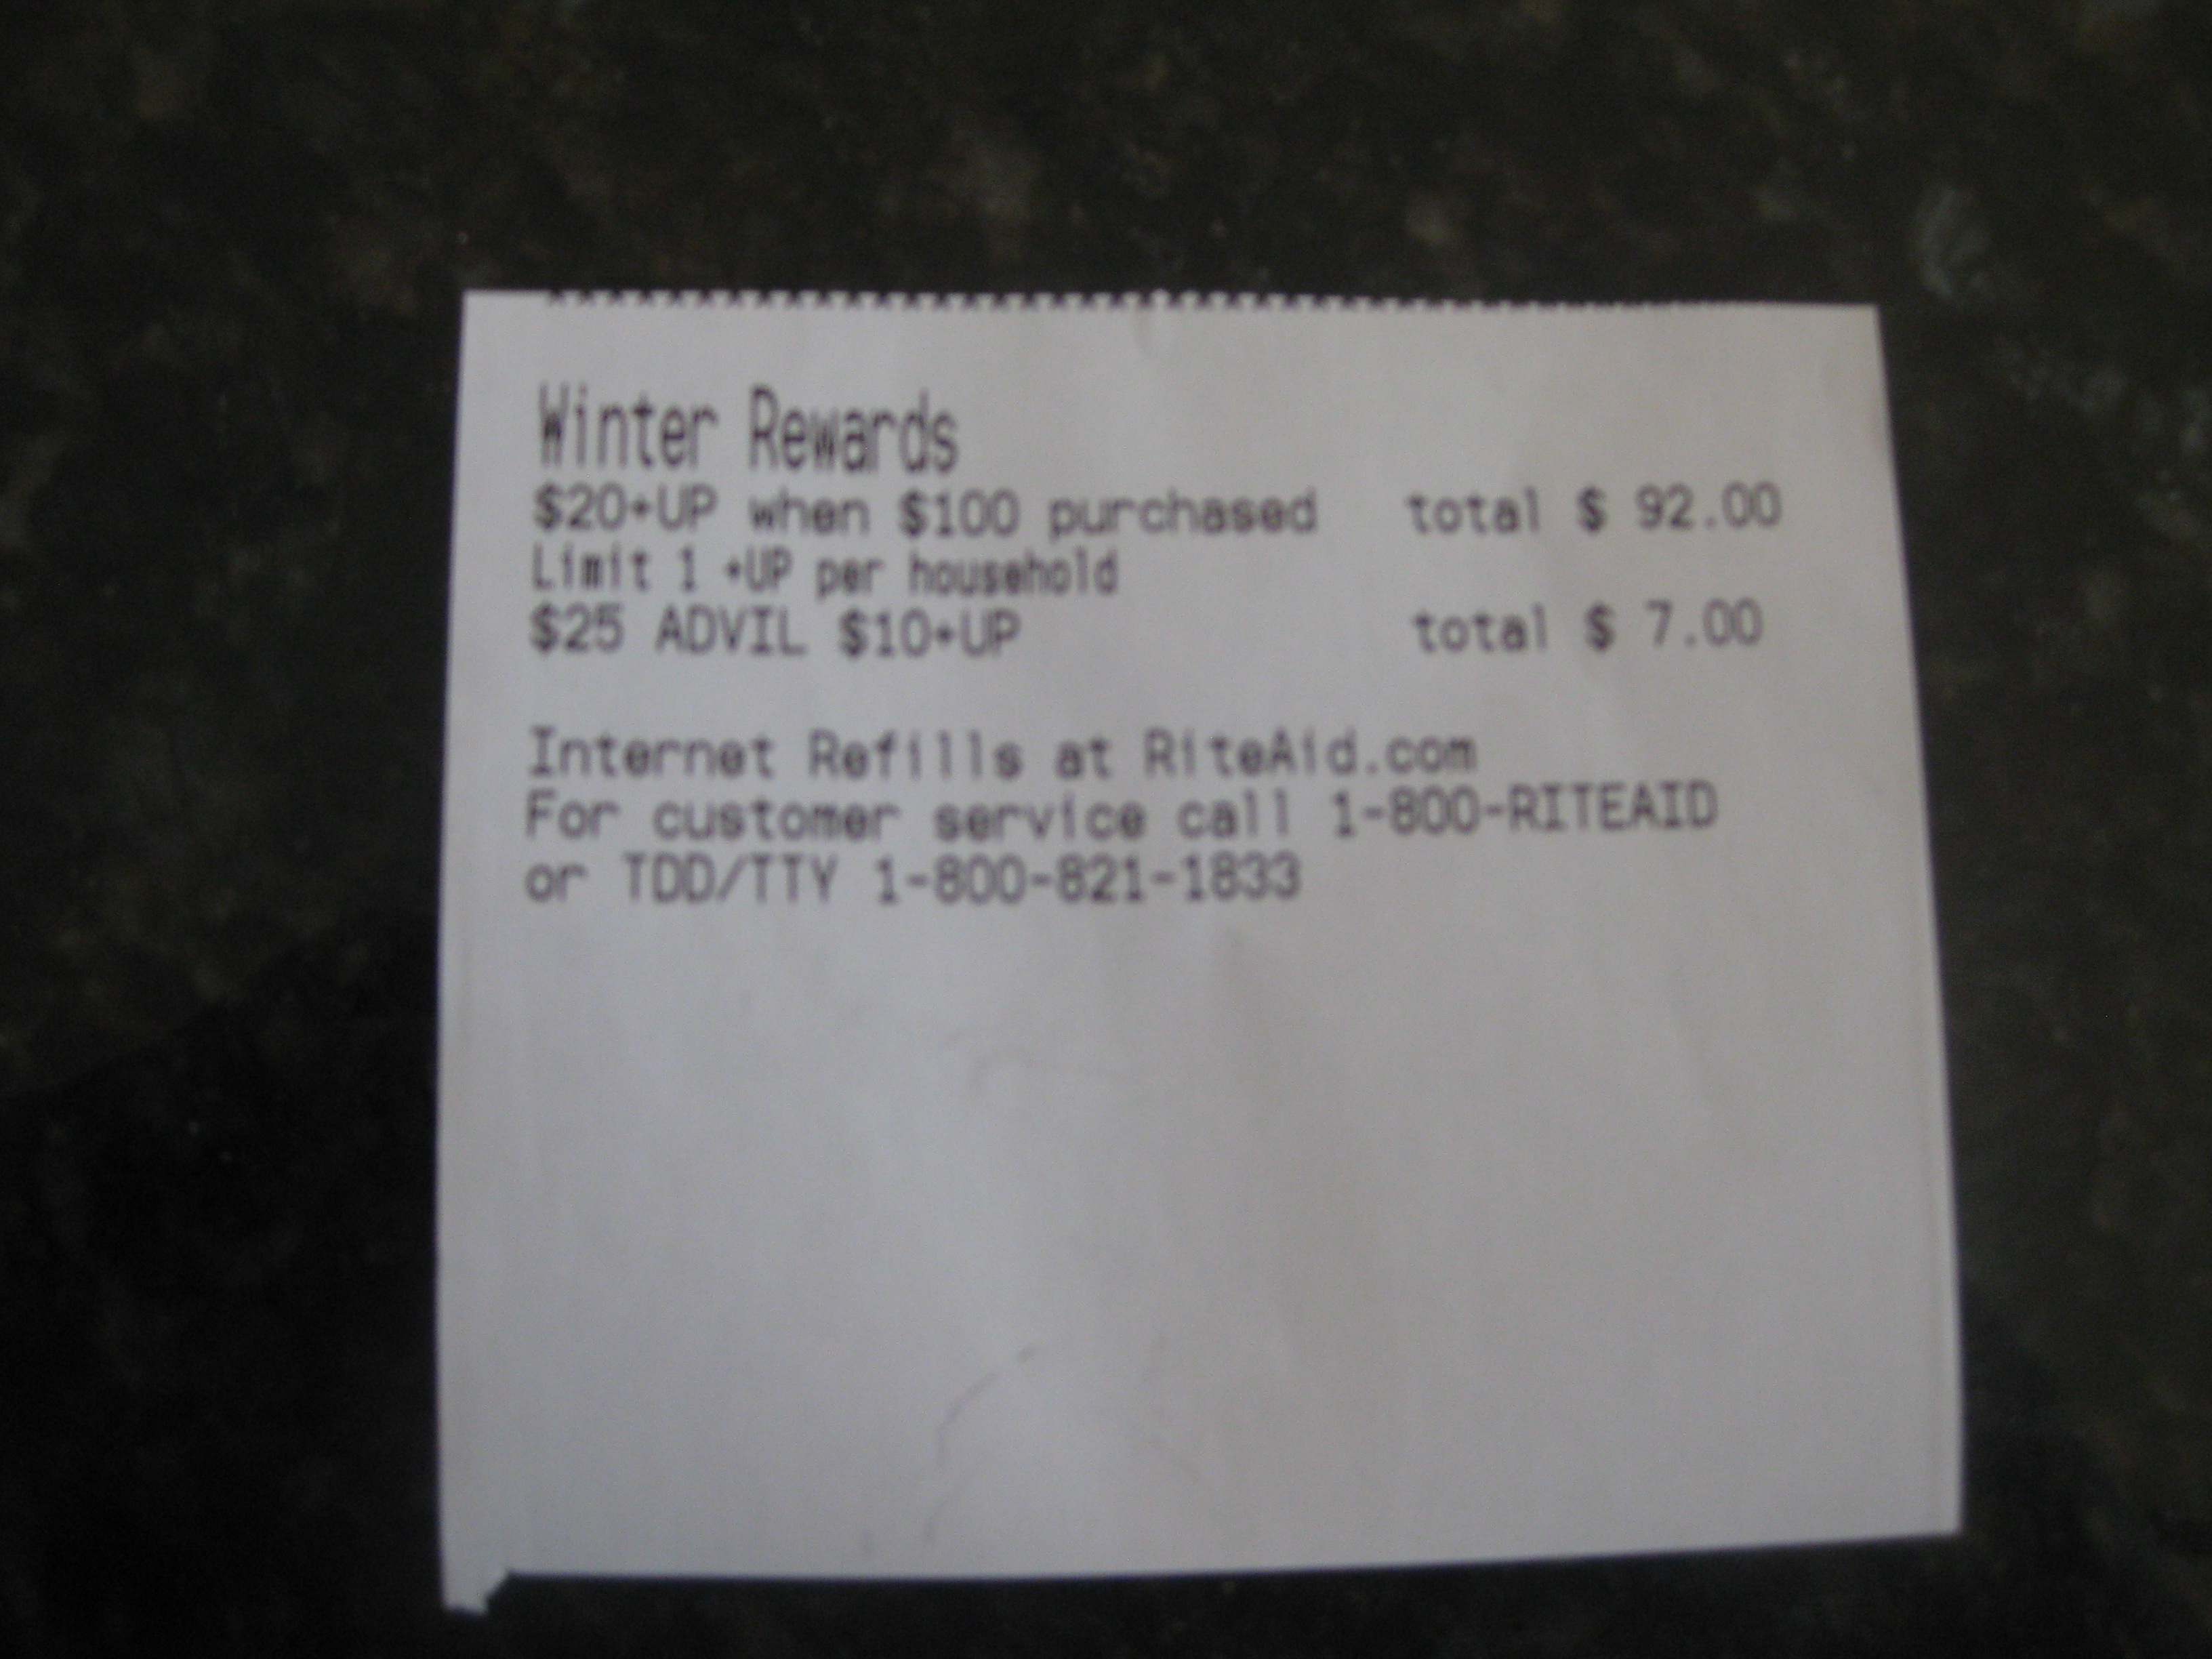 Winter Rewards
$20+UP when $100 purchased total $ 92.00
Limit 1 +UP per household
$25 ADVIL $10+UP total $ 7.00
Internet Refills at RiteAid.com
For customer service call 1-800-RITEAID
or TDD/TTY 1-800-821-1833